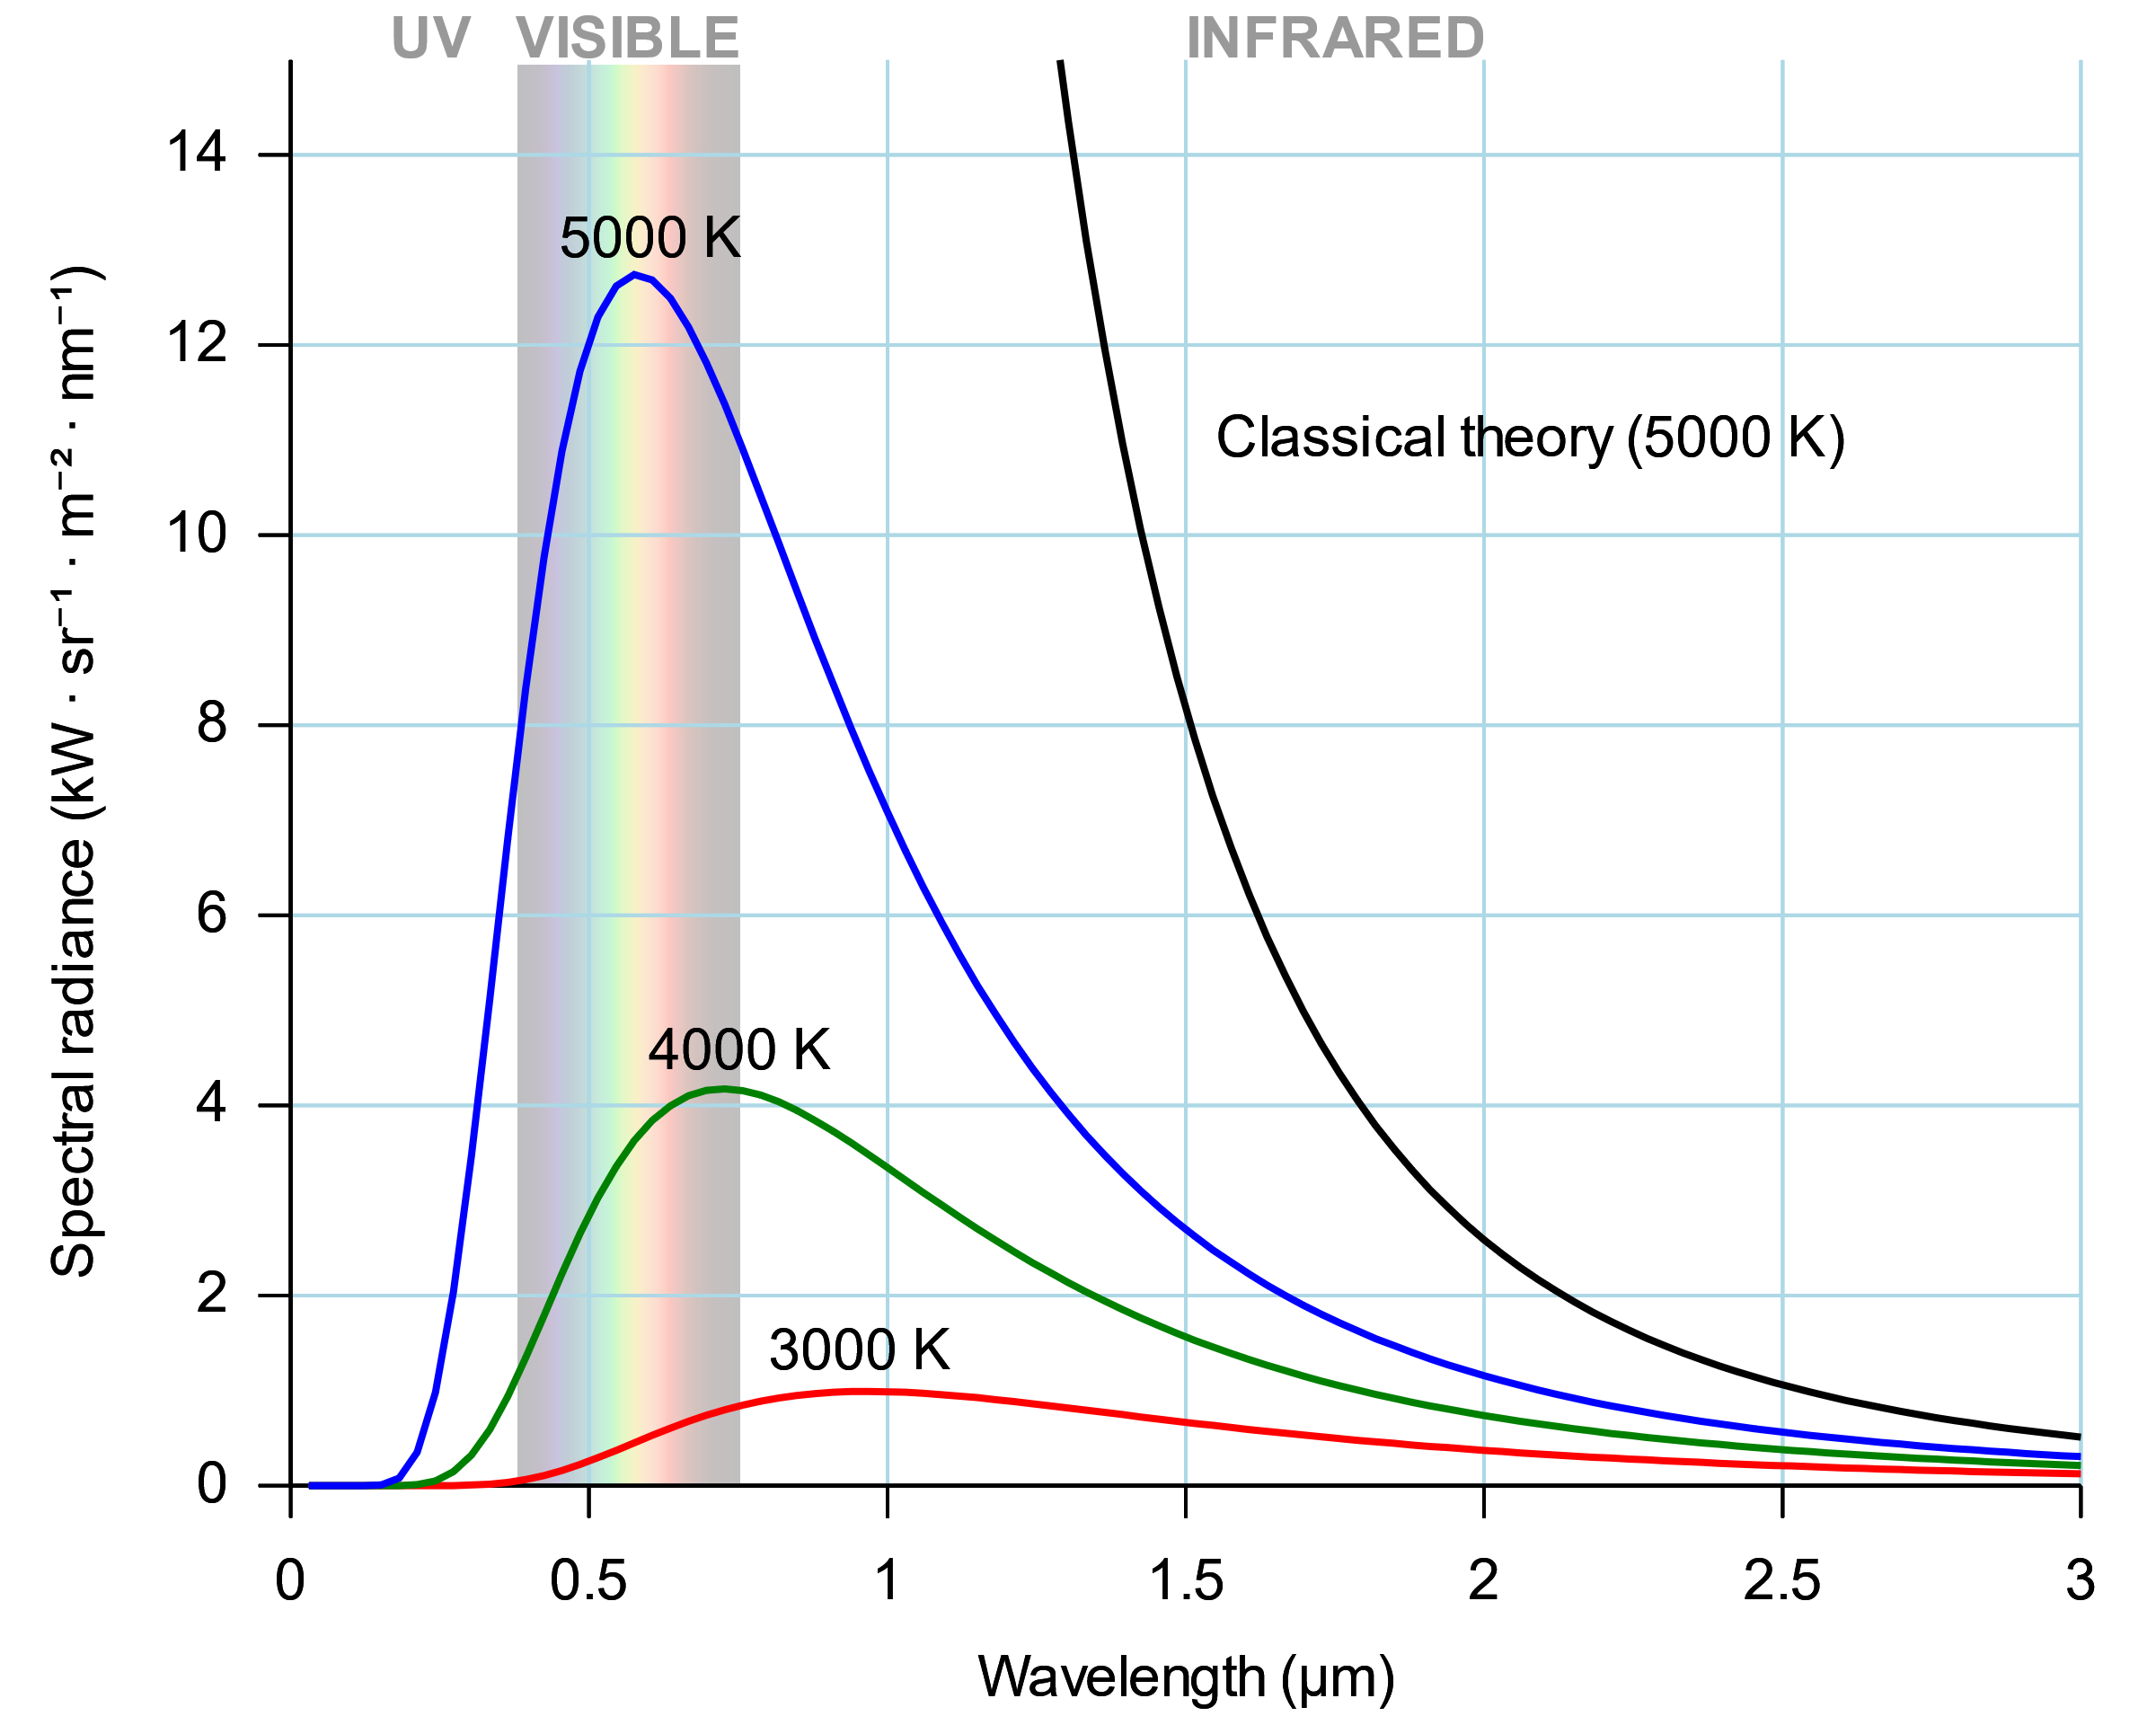 UV VISIBLE INFRARED
14
5000 K
12
Classical theory (5000 K)
10
8
6
4000 K
4
3000 K
2
0
Spectral radiance (kW · sr⁻¹ · m⁻² · nm⁻¹)
0 0.5 1 1.5 2 2.5 3
Wavelength (µm)